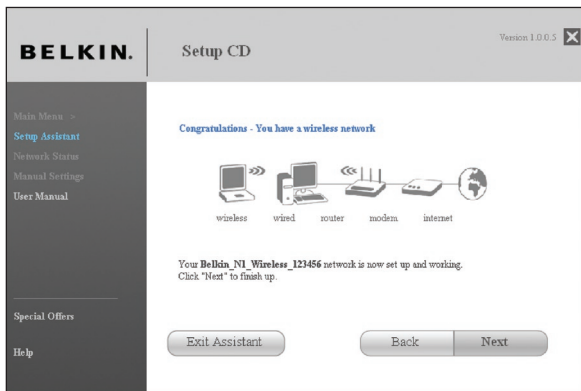 BELKIN.
Setup CD
Version 1.0.0.5
Main Menu >
Setup Assistant
Network Status
Manual Settings
User Manual
Special Offers
Help
Congratulations - You have a wireless network
wireless wired router modem internet
Your Belkin_N1_Wireless_123456 network is now set up and working.
Click "Next" to finish up.
Exit Assistant
Back
Next